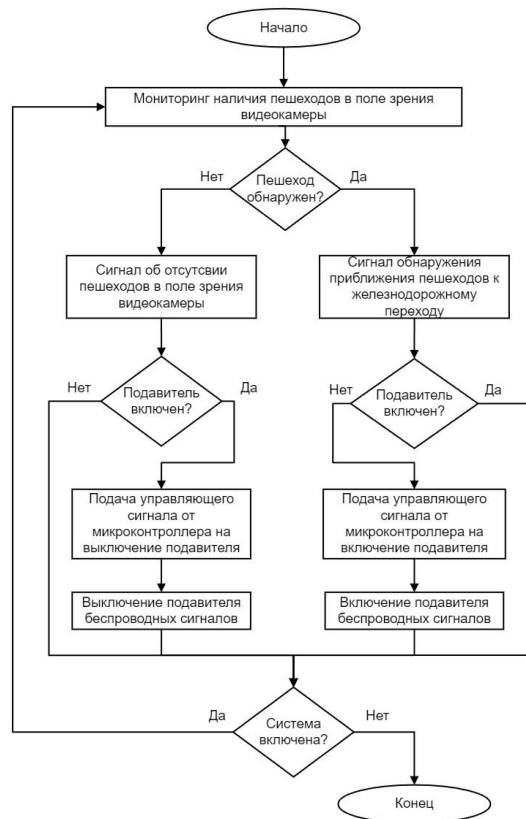 Начало
Мониторинг наличия пешеходов в поле зрения
видеокамеры
Нет
Пешеход
обнаружен?
Да
Сигнал об отсутсвии
пешеходов в поле зрения
видеокамеры
Сигнал обнаружения
приближения пешеходов к
железнодорожному
переходу
Нет
Подавитель
включен?
Да
Нет
Подавитель
включен?
Да
Подача управляющего
сигнала от
микроконтроллера на
выключение подавителя
Подача управляющего
сигнала от
микроконтроллера на
включение подавителя
Выключение подавителя
беспроводных сигналов
Включение подавителя
беспроводных сигналов
Да
Система
включена?
Нет
Конец